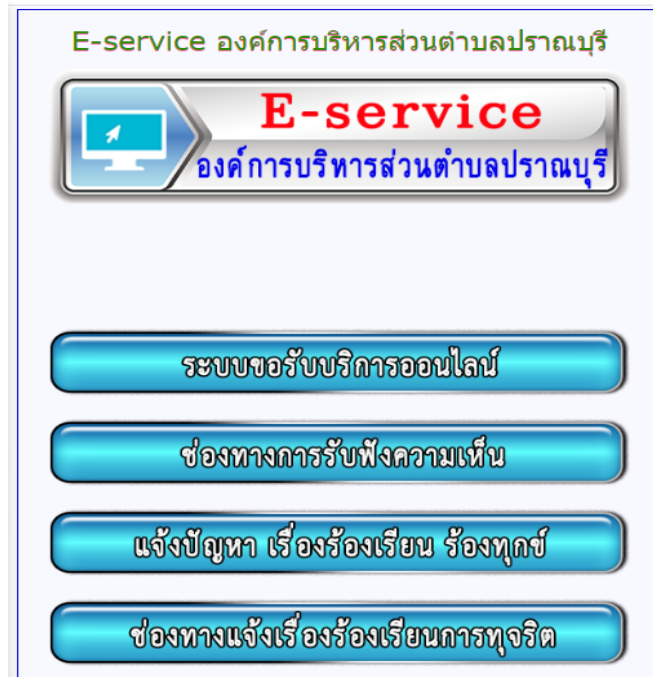 E-service องค์การบริหารส่วนตำบลปราณบุรี
E-service
องค์การบริหารส่วนตำบลปราณบุรี
ระบบขอรับบริการออนไลน์
ช่องทางการรับฟังความเห็น
แจ้งปัญหา เรื่องร้องเรียน ร้องทุกข์
ช่องทางแจ้งเรื่องร้องเรียนการทุจริต